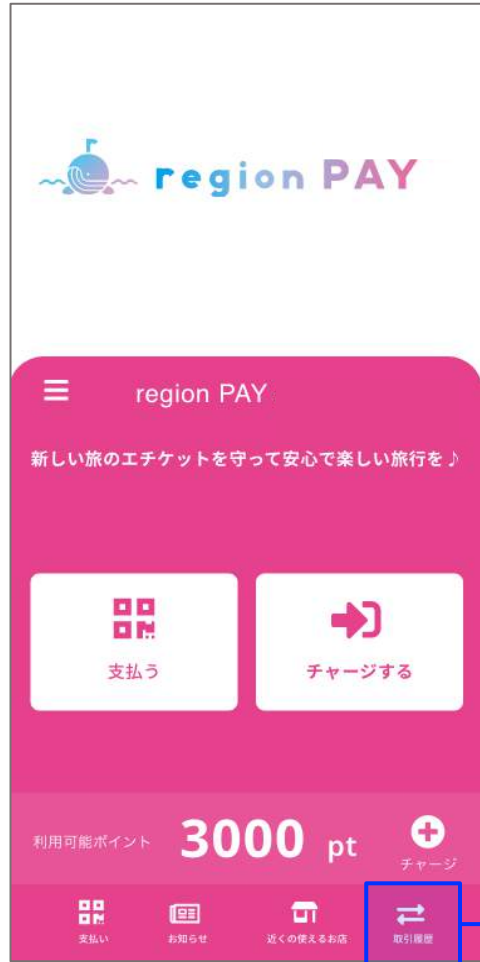 region PAY
region PAY
新しい旅のエチケットを守って安心で楽しい旅行を♪
支払う
チャージする
利用可能ポイント 3000 pt
チャージ
支払い お知らせ 近くの使えるお店 取引履歴